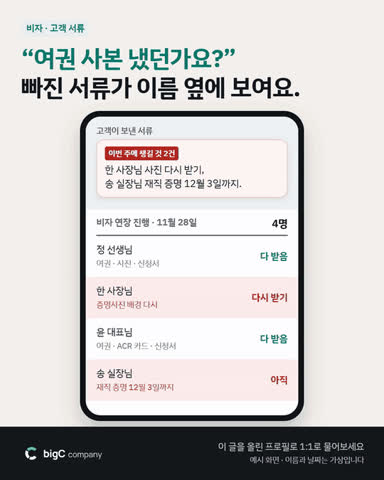 비자 · 고객 서류
“여권 사본 냈던가요?”
빠진 서류가 이름 옆에 보여요.
고객이 보낸 서류
이번 주에 챙길 것 2건
한 사장님 사진 다시 받기,
송 실장님 재직 증명 12월 3일까지.
비자 연장 진행 · 11월 28일
4명
정 선생님
여권 · 사진 · 신청서
다 받음
한 사장님
증명사진 배경 다시
다시 받기
윤 대표님
여권 · ACR 카드 · 신청서
다 받음
송 실장님
재직 증명 12월 3일까지
아직
bigC company
이 글을 올린 프로필로 1:1로 물어보세요
예시 화면 · 이름과 날짜는 가상입니다